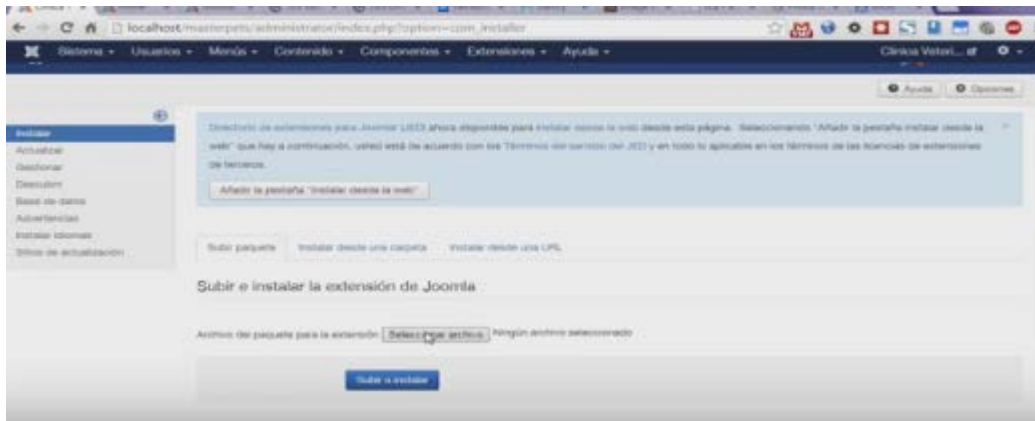 localhost/masterpets/administrator/index.php?option=com_installer
Sistema Usuarios Menús Contenido Componentes Extensiones Ayuda Clínica Veteri...
Ayuda Opciones
Instalar
Actualizar
Gestionar
Descubrir
Base de datos
Advertencias
Instalar idiomas
Sitios de actualización
Directorio de extensiones para Joomla! (JED) ahora disponible para instalar desde la web desde esta página. Seleccionando "Añadir la pestaña instalar desde la
web" que hay a continuación, usted está de acuerdo con los Términos del servicio del JED y en todo lo aplicable en los términos de las licencias de extensiones
de terceros.
Añadir la pestaña "Instalar desde la web"
Subir paquete Instalar desde una carpeta Instalar desde una URL
Subir e instalar la extensión de Joomla
Archivo del paquete para la extensión Seleccionar archivo Ningún archivo seleccionado
Subir e instalar